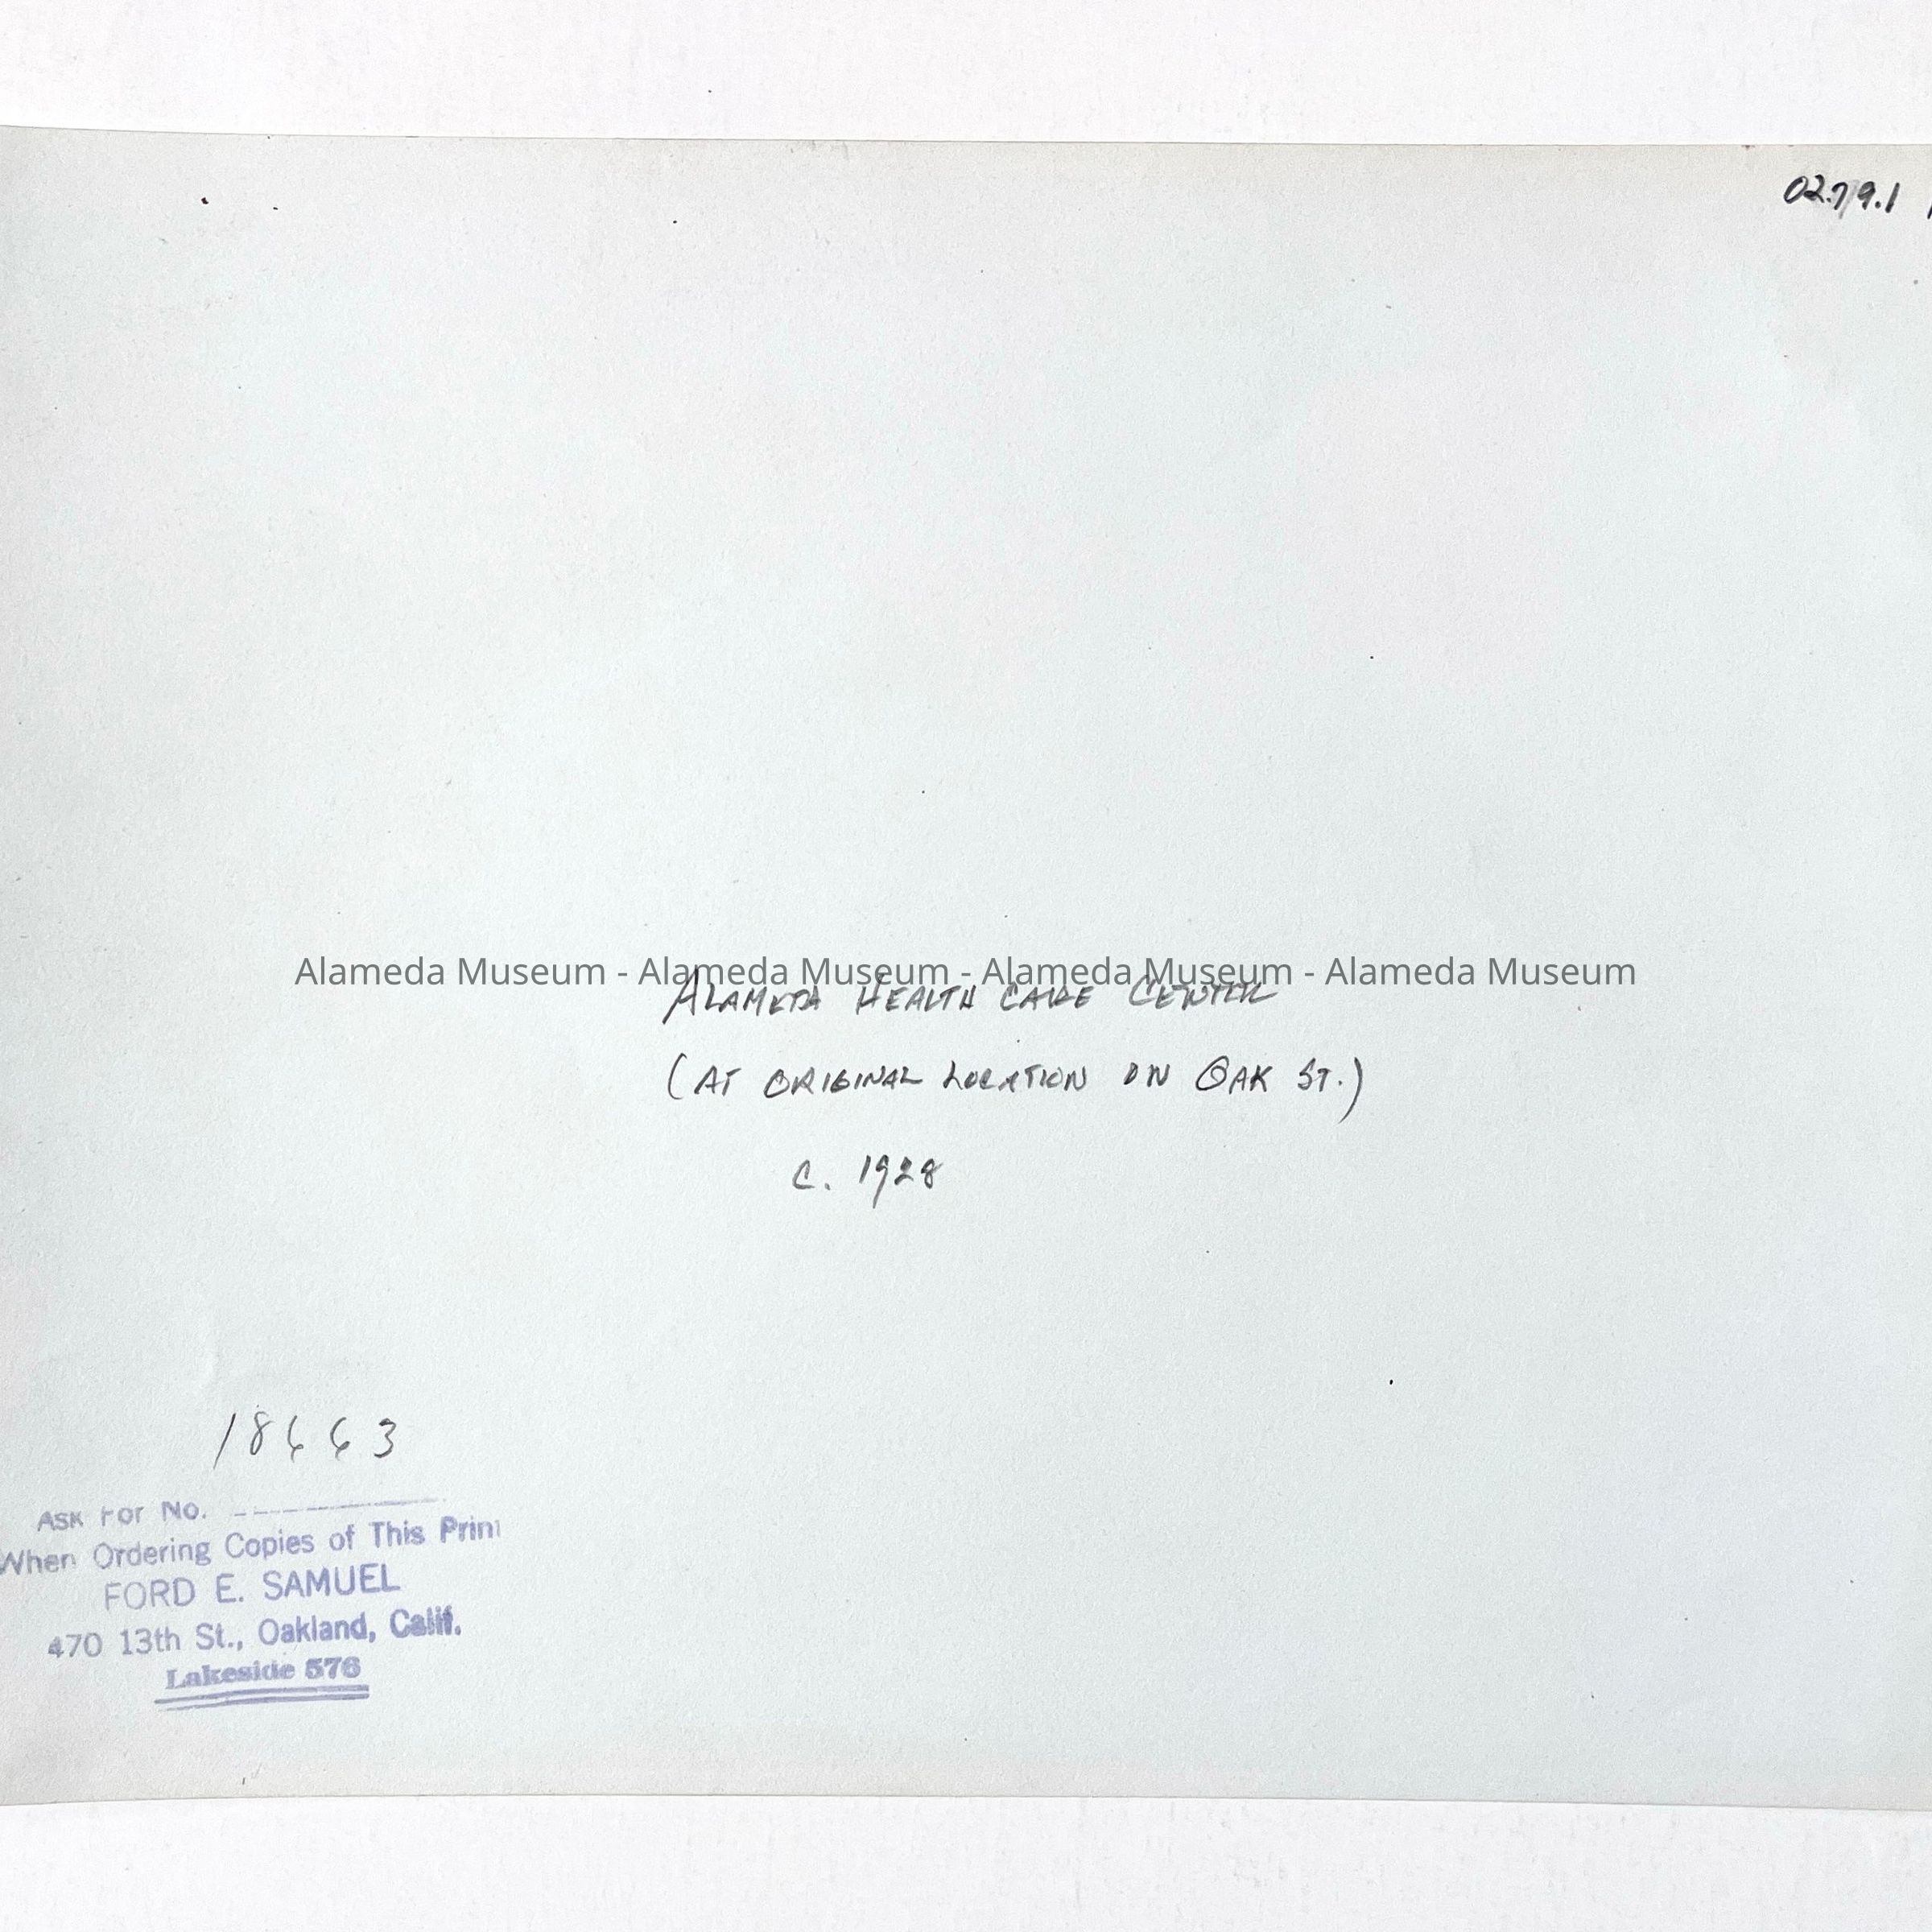 02.79.1
Alameda Museum - Alameda Museum - Alameda Museum - Alameda Museum
ALAMEDA HEALTH CARE CENTER
(AT ORIGINAL LOCATION ON OAK ST.)
C. 1928
18663
Ask For No.
When Ordering Copies of This Print
FORD E. SAMUEL
470 13th St., Oakland, Calif.
Lakeside 576